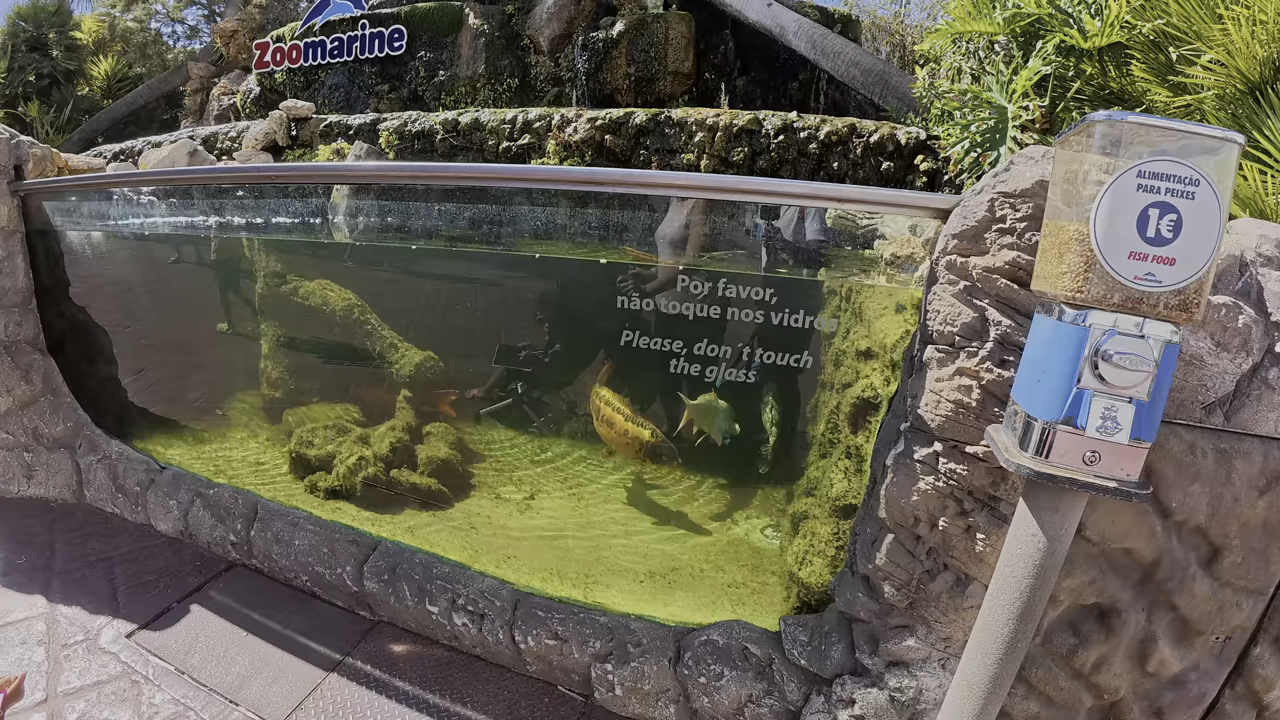 Zoomarine
Por favor,
não toque nos vidros
Please, don´t touch
the glass
ALIMENTAÇÃO
PARA PEIXES
1€
FISH FOOD
Zoomarine